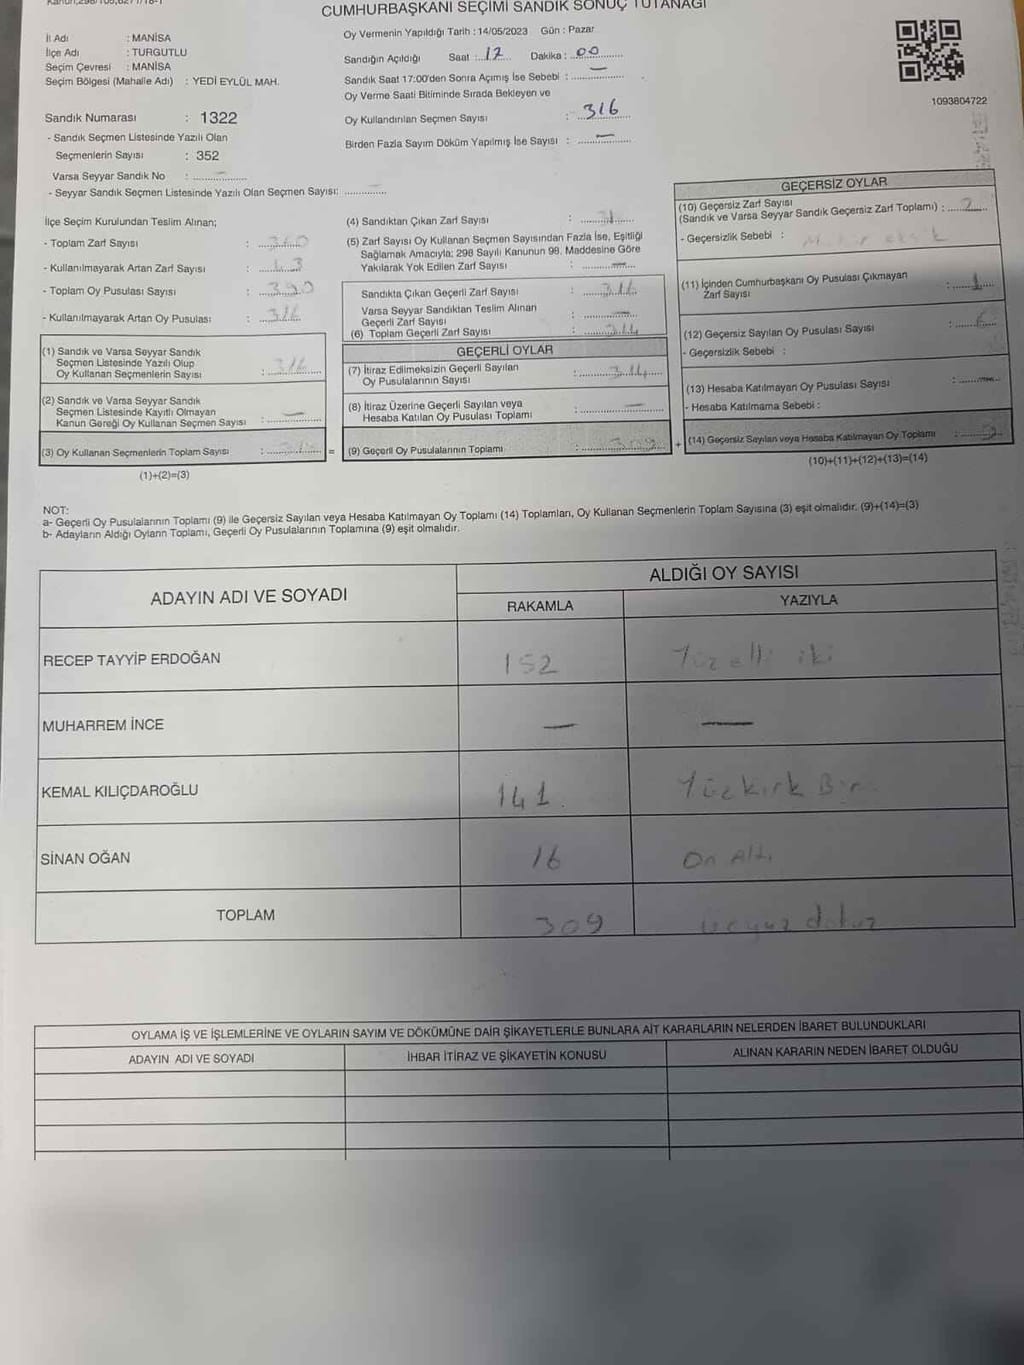 CUMHURBAŞKANI SEÇİMİ SANDIK SONUÇ TUTANAĞI
İl Adı : MANİSA
İlçe Adı : TURGUTLU
Seçim Çevresi : MANİSA
Seçim Bölgesi (Mahalle Adı) : YEDİ EYLÜL MAH.
Oy Vermenin Yapıldığı Tarih : 14/05/2023 Gün : Pazar
Sandığın Açıldığı Saat : 17 Dakika : 00
Sandık Saat 17:00'den Sonra Açımış İse Sebebi : —
Oy Verme Saati Bitiminde Sırada Bekleyen ve
Oy Kullandırılan Seçmen Sayısı : 316
Birden Fazla Sayım Döküm Yapılmış İse Sayısı : —
1093804722
Sandık Numarası : 1322
- Sandık Seçmen Listesinde Yazılı Olan
Seçmenlerin Sayısı : 352
Varsa Seyyar Sandık No :
- Seyyar Sandık Seçmen Listesinde Yazılı Olan Seçmen Sayısı:
İlçe Seçim Kurulundan Teslim Alınan;
- Toplam Zarf Sayısı : 360
- Kullanılmayarak Artan Zarf Sayısı : 43
- Toplam Oy Pusulası Sayısı :
- Kullanılmayarak Artan Oy Pusulası :
(1) Sandık ve Varsa Seyyar Sandık
Seçmen Listesinde Yazılı Olup
Oy Kullanan Seçmenlerin Sayısı : 316
(2) Sandık ve Varsa Seyyar Sandık
Seçmen Listesinde Kayıtlı Olmayan
Kanun Gereği Oy Kullanan Seçmen Sayısı : —
(3) Oy Kullanan Seçmenlerin Toplam Sayısı :
=
(1)+(2)=(3)
(4) Sandıktan Çıkan Zarf Sayısı :
(5) Zarf Sayısı Oy Kullanan Seçmen Sayısından Fazla İse, Eşitliği
Sağlamak Amacıyla; 298 Sayılı Kanunun 98. Maddesine Göre
Yakılarak Yok Edilen Zarf Sayısı : —
Sandıkta Çıkan Geçerli Zarf Sayısı :
Varsa Seyyar Sandıktan Teslim Alınan
Geçerli Zarf Sayısı : —
(6) Toplam Geçerli Zarf Sayısı : 314
GEÇERLİ OYLAR
(7) İtiraz Edilmeksizin Geçerli Sayılan
Oy Pusulalarının Sayısı : 314
(8) İtiraz Üzerine Geçerli Sayılan veya
Hesaba Katılan Oy Pusulası Toplamı : —
(9) Geçerli Oy Pusulalarının Toplamı : 309
+
GEÇERSİZ OYLAR
(10) Geçersiz Zarf Sayısı
(Sandık ve Varsa Seyyar Sandık Geçersiz Zarf Toplamı) : 2
- Geçersizlik Sebebi : Mühür eksik
(11) İçinden Cumhurbaşkanı Oy Pusulası Çıkmayan
Zarf Sayısı : 1
(12) Geçersiz Sayılan Oy Pusulası Sayısı :
- Geçersizlik Sebebi :
(13) Hesaba Katılmayan Oy Pusulası Sayısı : —
- Hesaba Katılmama Sebebi :
(14) Geçersiz Sayılan veya Hesaba Katılmayan Oy Toplamı :
(10)+(11)+(12)+(13)=(14)
NOT:
a- Geçerli Oy Pusulalarının Toplamı (9) ile Geçersiz Sayılan veya Hesaba Katılmayan Oy Toplamı (14) Toplamları, Oy Kullanan Seçmenlerin Toplam Sayısına (3) eşit olmalıdır. (9)+(14)=(3)
b- Adayların Aldığı Oyların Toplamı, Geçerli Oy Pusulalarının Toplamına (9) eşit olmalıdır.
ADAYIN ADI VE SOYADI
ALDIĞI OY SAYISI
RAKAMLA YAZIYLA
RECEP TAYYİP ERDOĞAN 152 Yüz elli iki
MUHARREM İNCE — —
KEMAL KILIÇDAROĞLU 141 Yüzkırk Bir
SİNAN OĞAN 16 On Altı
TOPLAM 309 üçyüz dokuz
OYLAMA İŞ VE İŞLEMLERİNE VE OYLARIN SAYIM VE DÖKÜMÜNE DAİR ŞİKAYETLERLE BUNLARA AİT KARARLARIN NELERDEN İBARET BULUNDUKLARI
ADAYIN ADI VE SOYADI İHBAR İTİRAZ VE ŞİKAYETİN KONUSU ALINAN KARARIN NEDEN İBARET OLDUĞU